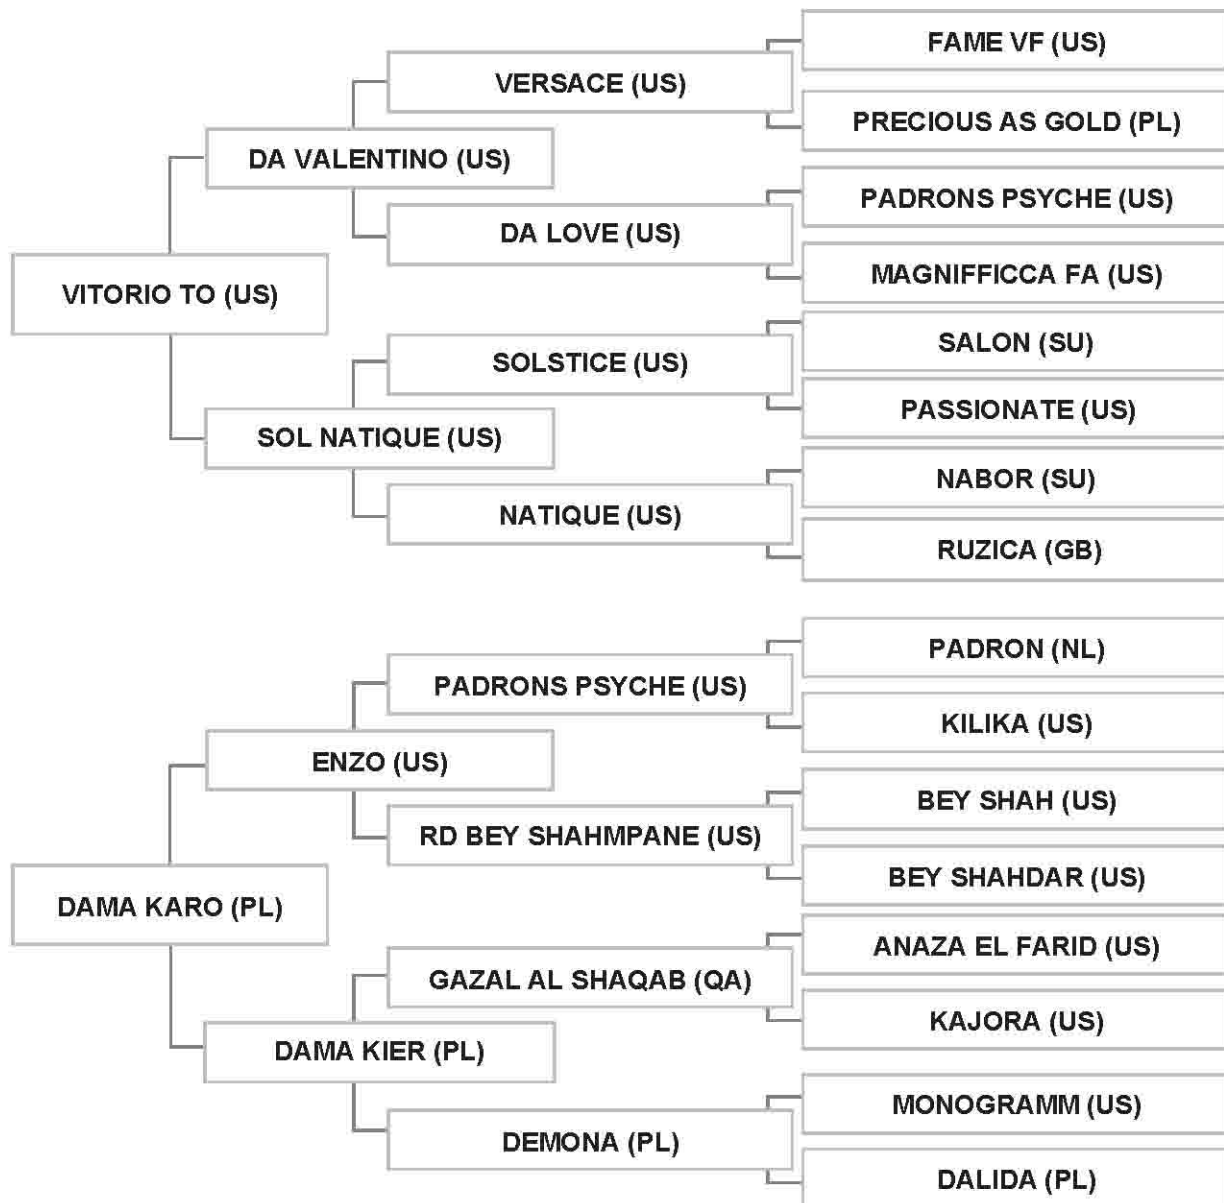 FAME VF (US)
VERSACE (US)
PRECIOUS AS GOLD (PL)
DA VALENTINO (US)
PADRONS PSYCHE (US)
DA LOVE (US)
MAGNIFFICCA FA (US)
VITORIO TO (US)
SALON (SU)
SOLSTICE (US)
PASSIONATE (US)
SOL NATIQUE (US)
NABOR (SU)
NATIQUE (US)
RUZICA (GB)
PADRON (NL)
PADRONS PSYCHE (US)
KILIKA (US)
ENZO (US)
BEY SHAH (US)
RD BEY SHAHMPANE (US)
BEY SHAHDAR (US)
DAMA KARO (PL)
ANAZA EL FARID (US)
GAZAL AL SHAQAB (QA)
KAJORA (US)
DAMA KIER (PL)
MONOGRAMM (US)
DEMONA (PL)
DALIDA (PL)